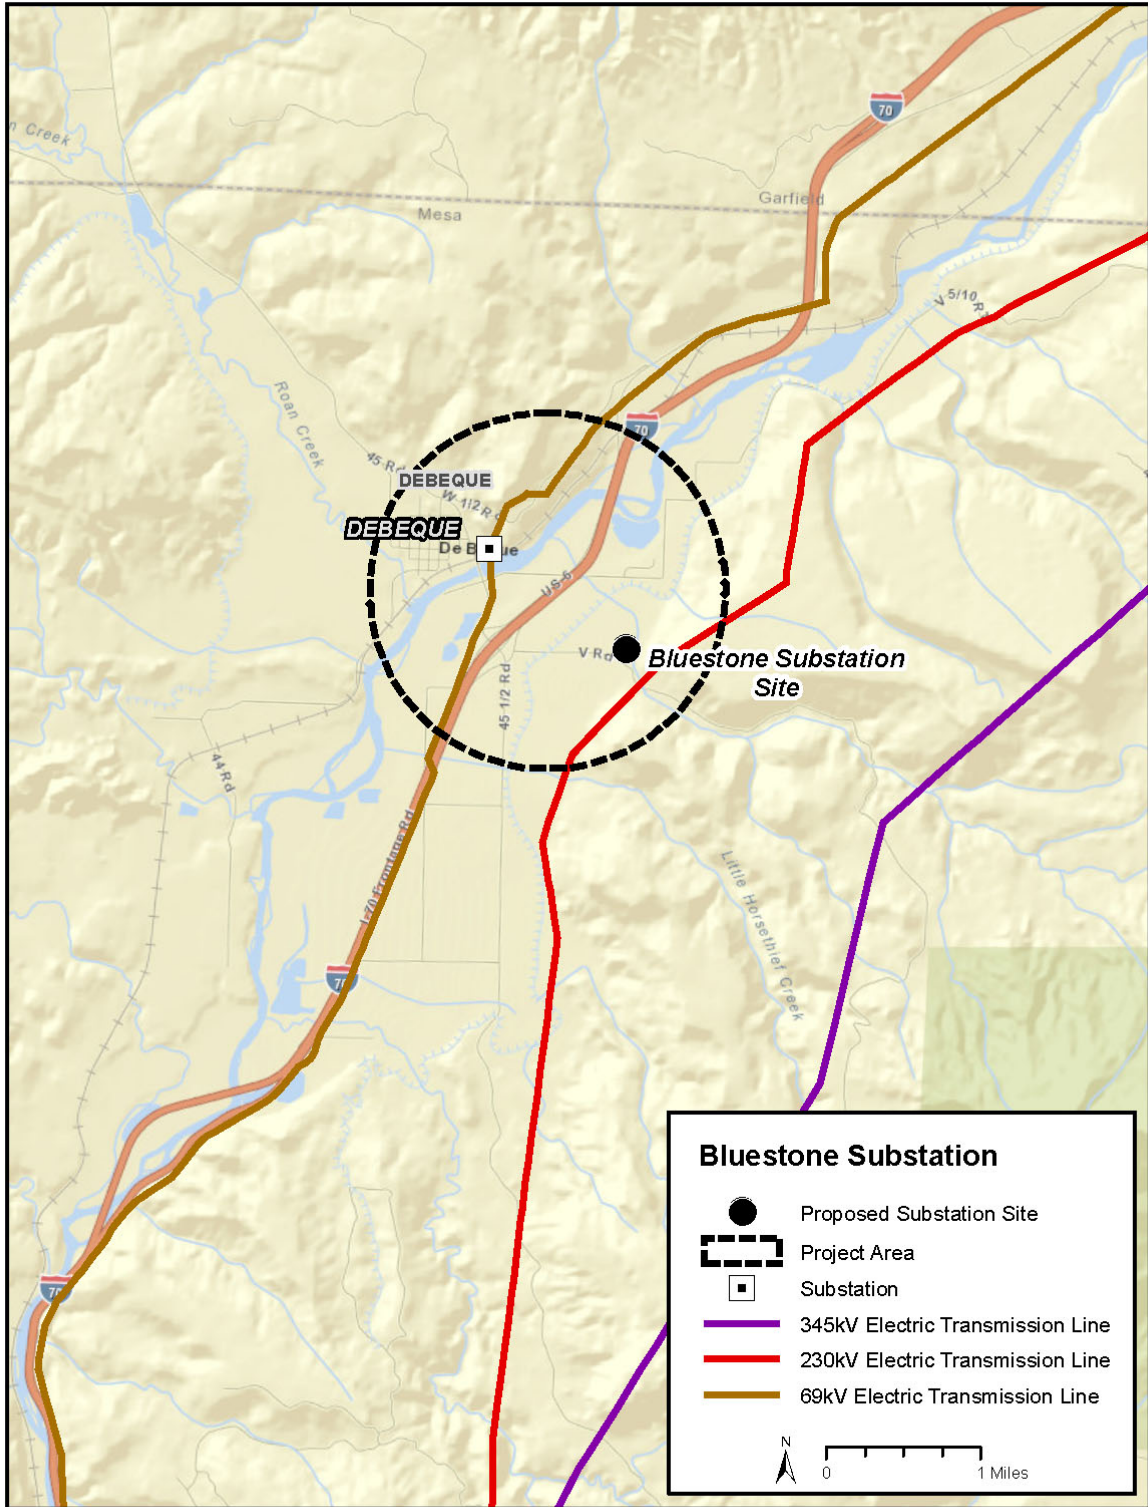 70
n Creek
Garfield
Mesa
V 5/10 Rd
Roan Creek
70
45 Rd
DEBEQUE
W 1/2 Rd
DEBEQUE
De Be que
US-6
V Rd
Bluestone Substation
Site
45 1/2 Rd
44 Rd
I-70 Frontage Rd
Little Horsethief Creek
70
70
Bluestone Substation
Proposed Substation Site
Project Area
Substation
345kV Electric Transmission Line
230kV Electric Transmission Line
69kV Electric Transmission Line
N
0
1 Miles